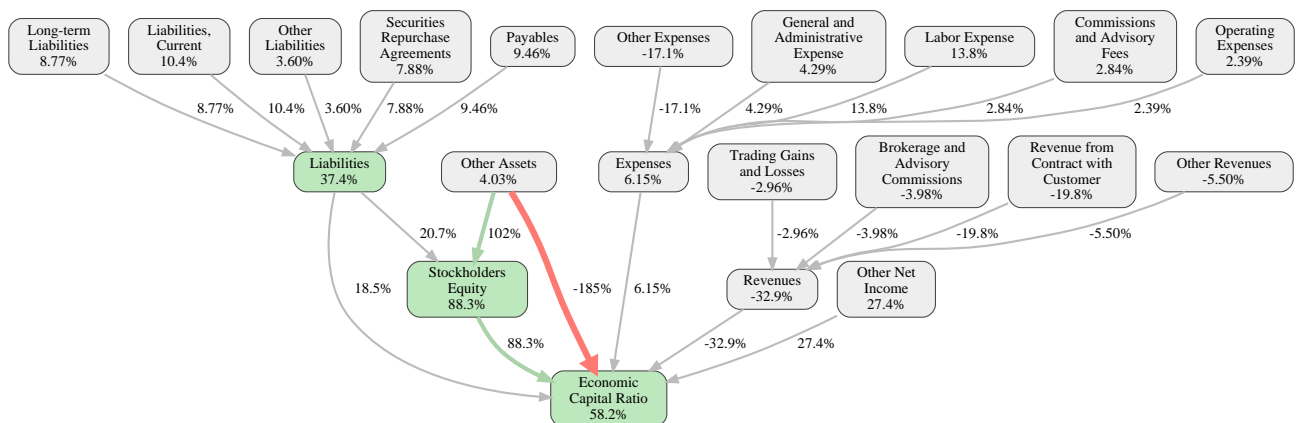 Long-term
Liabilities
8.77%
Liabilities,
Current
10.4%
Other
Liabilities
3.60%
Securities
Repurchase
Agreements
7.88%
Payables
9.46%
Other Expenses
-17.1%
General and
Administrative
Expense
4.29%
Labor Expense
13.8%
Commissions
and Advisory
Fees
2.84%
Operating
Expenses
2.39%
8.77%
10.4%
3.60%
7.88%
9.46%
-17.1%
4.29%
13.8%
2.84%
2.39%
Liabilities
37.4%
Other Assets
4.03%
Expenses
6.15%
Trading Gains
and Losses
-2.96%
Brokerage and
Advisory
Commissions
-3.98%
Revenue from
Contract with
Customer
-19.8%
Other Revenues
-5.50%
20.7%
102%
-2.96%
-3.98%
-19.8%
-5.50%
Stockholders
Equity
88.3%
Revenues
-32.9%
Other Net
Income
27.4%
18.5%
-185%
6.15%
88.3%
-32.9%
27.4%
Economic
Capital Ratio
58.2%